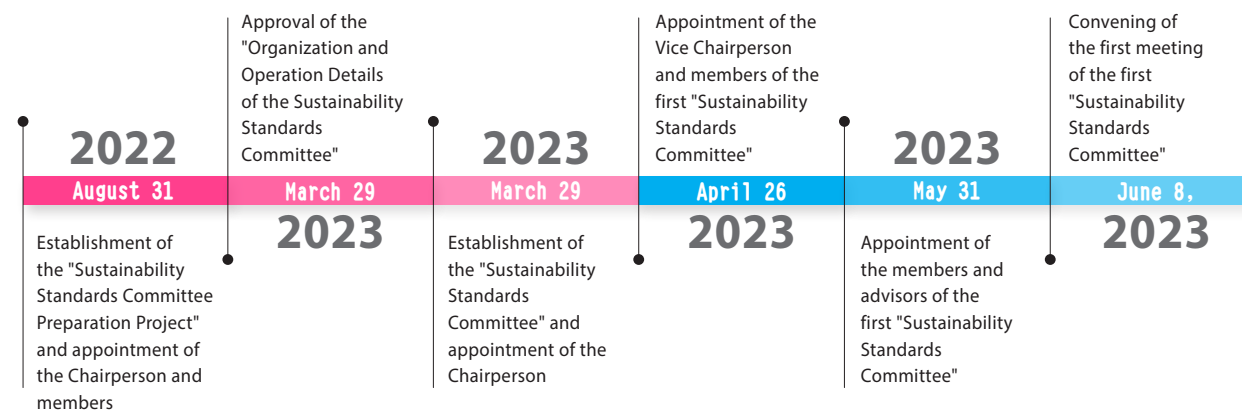 2022
August 31
Establishment of
the "Sustainability
Standards Committee
Preparation Project"
and appointment of
the Chairperson and
members
Approval of the
"Organization and
Operation Details
of the Sustainability
Standards
Committee"
March 29
2023
2023
March 29
Establishment of
the "Sustainability
Standards
Committee" and
appointment of the
Chairperson
Appointment of the
Vice Chairperson
and members of the
first "Sustainability
Standards
Committee"
April 26
2023
2023
May 31
Appointment of
the members and
advisors of the
first "Sustainability
Standards
Committee"
Convening of
the first meeting
of the first
"Sustainability
Standards
Committee"
June 8,
2023